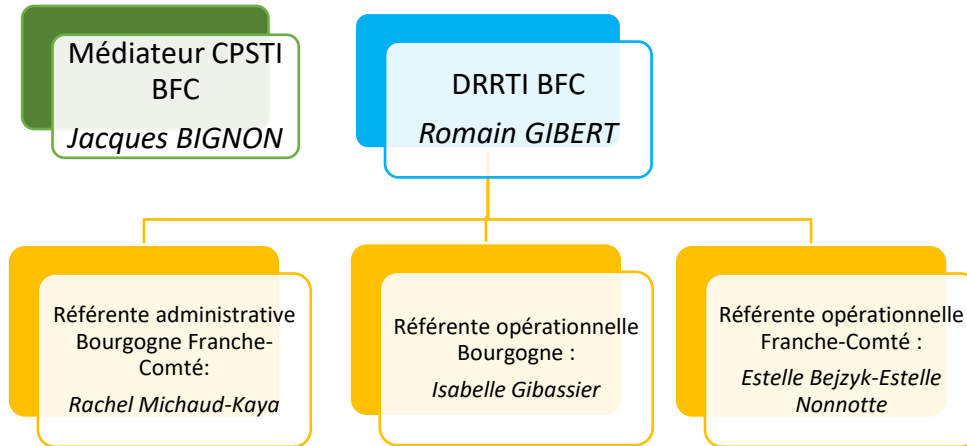 Médiateur CPSTI
BFC
Jacques BIGNON
DRRTI BFC
Romain GIBERT
Référente administrative
Bourgogne Franche-
Comté:
Rachel Michaud-Kaya
Référente opérationnelle
Bourgogne :
Isabelle Gibassier
Référente opérationnelle
Franche-Comté :
Estelle Bejzyk-Estelle
Nonnotte